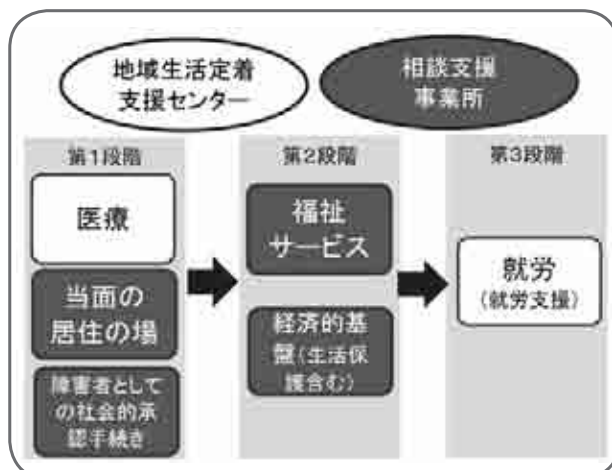 地域生活定着
支援センター
相談支援
事業所
第1段階
医療
当面の
居住の場
障害者として
の社会的承
認手続き
第2段階
福祉
サービス
経済的基
盤(生活保
護含む)
第3段階
就労
(就労支援)